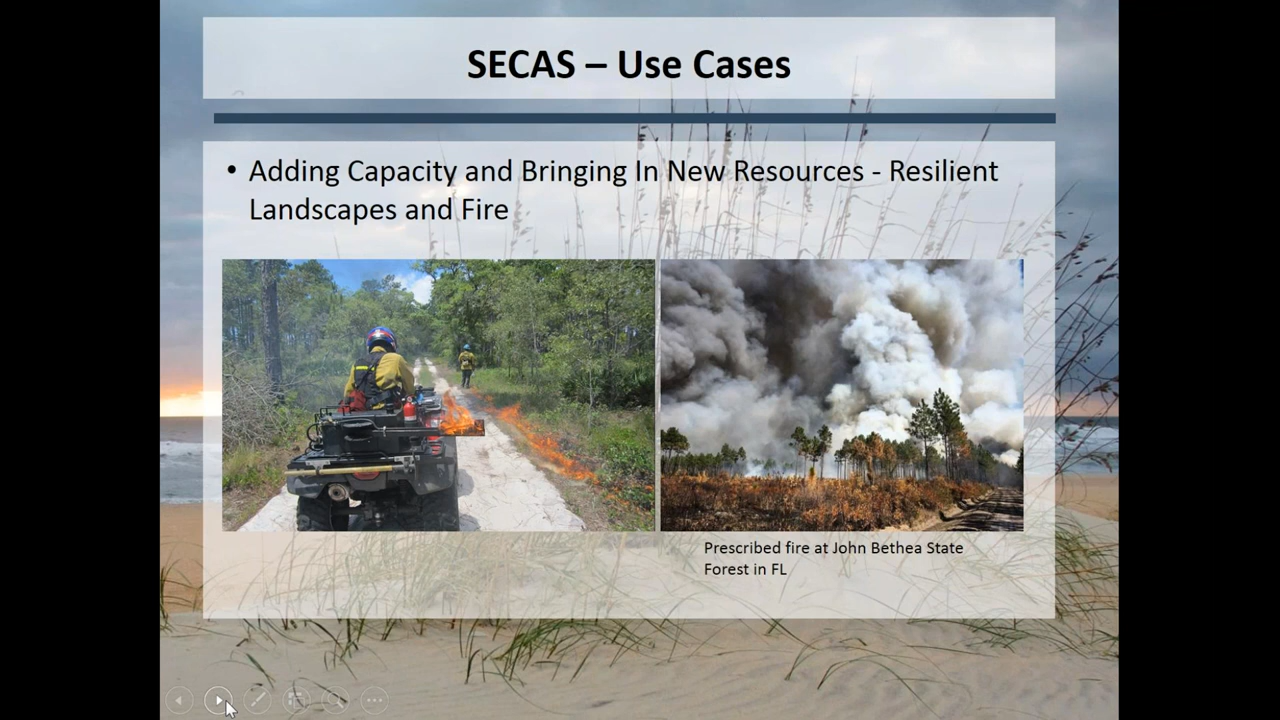 SECAS – Use Cases
• Adding Capacity and Bringing In New Resources - Resilient
Landscapes and Fire
Prescribed fire at John Bethea State
Forest in FL